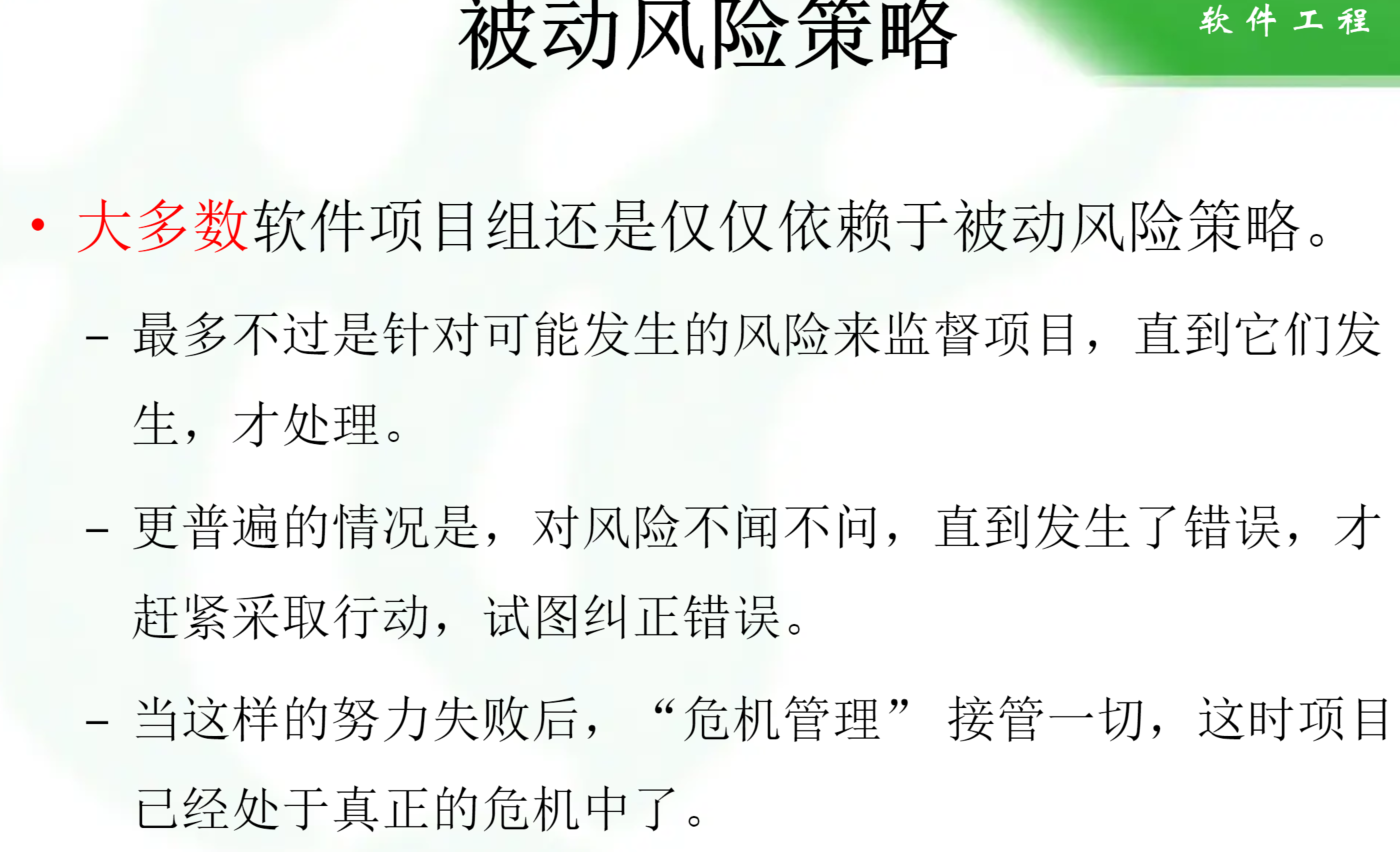 被动风险策略
软件工程
• 大多数软件项目组还是仅仅依赖于被动风险策略。
– 最多不过是针对可能发生的风险来监督项目，直到它们发
生，才处理。
– 更普遍的情况是，对风险不闻不问，直到发生了错误，才
赶紧采取行动，试图纠正错误。
– 当这样的努力失败后，“危机管理” 接管一切，这时项目
已经处于真正的危机中了。